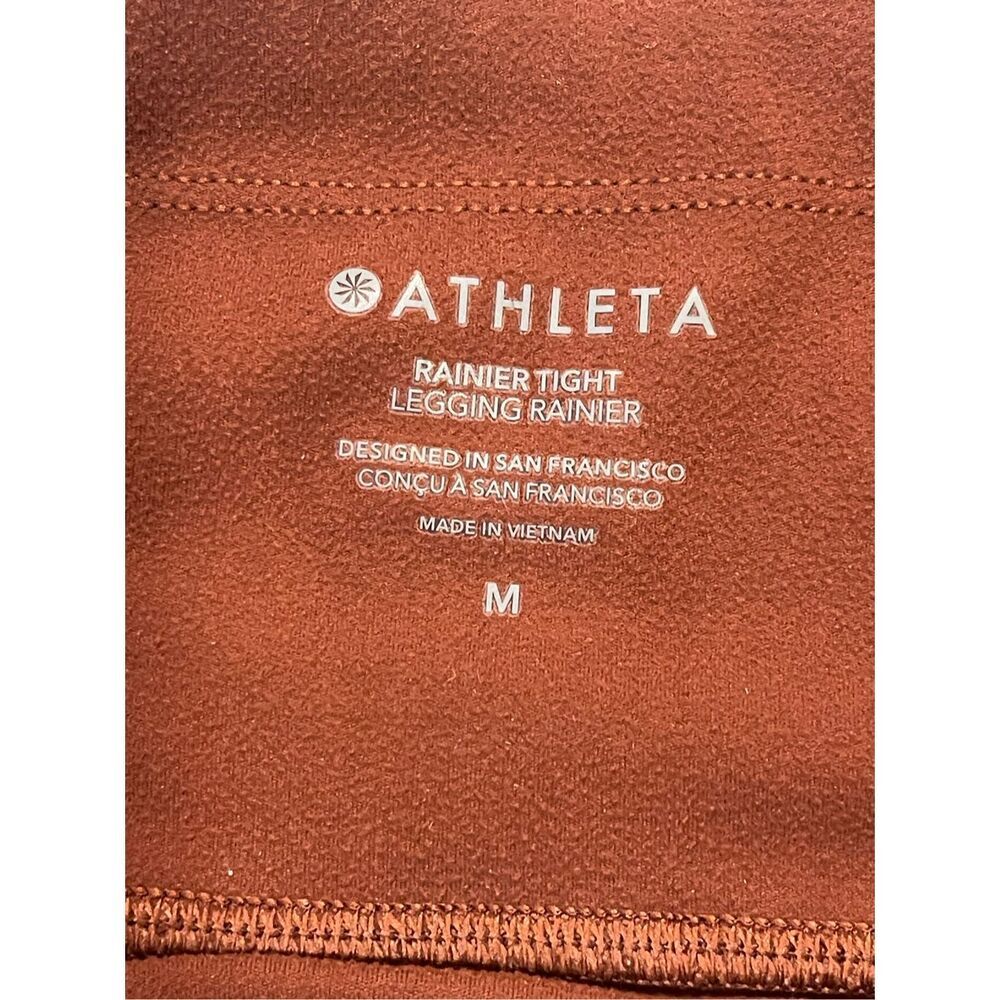 ATHLETA
RAINIER TIGHT
LEGGING RAINIER
DESIGNED IN SAN FRANCISCO
CONÇU À SAN FRANCISCO
MADE IN VIETNAM
M